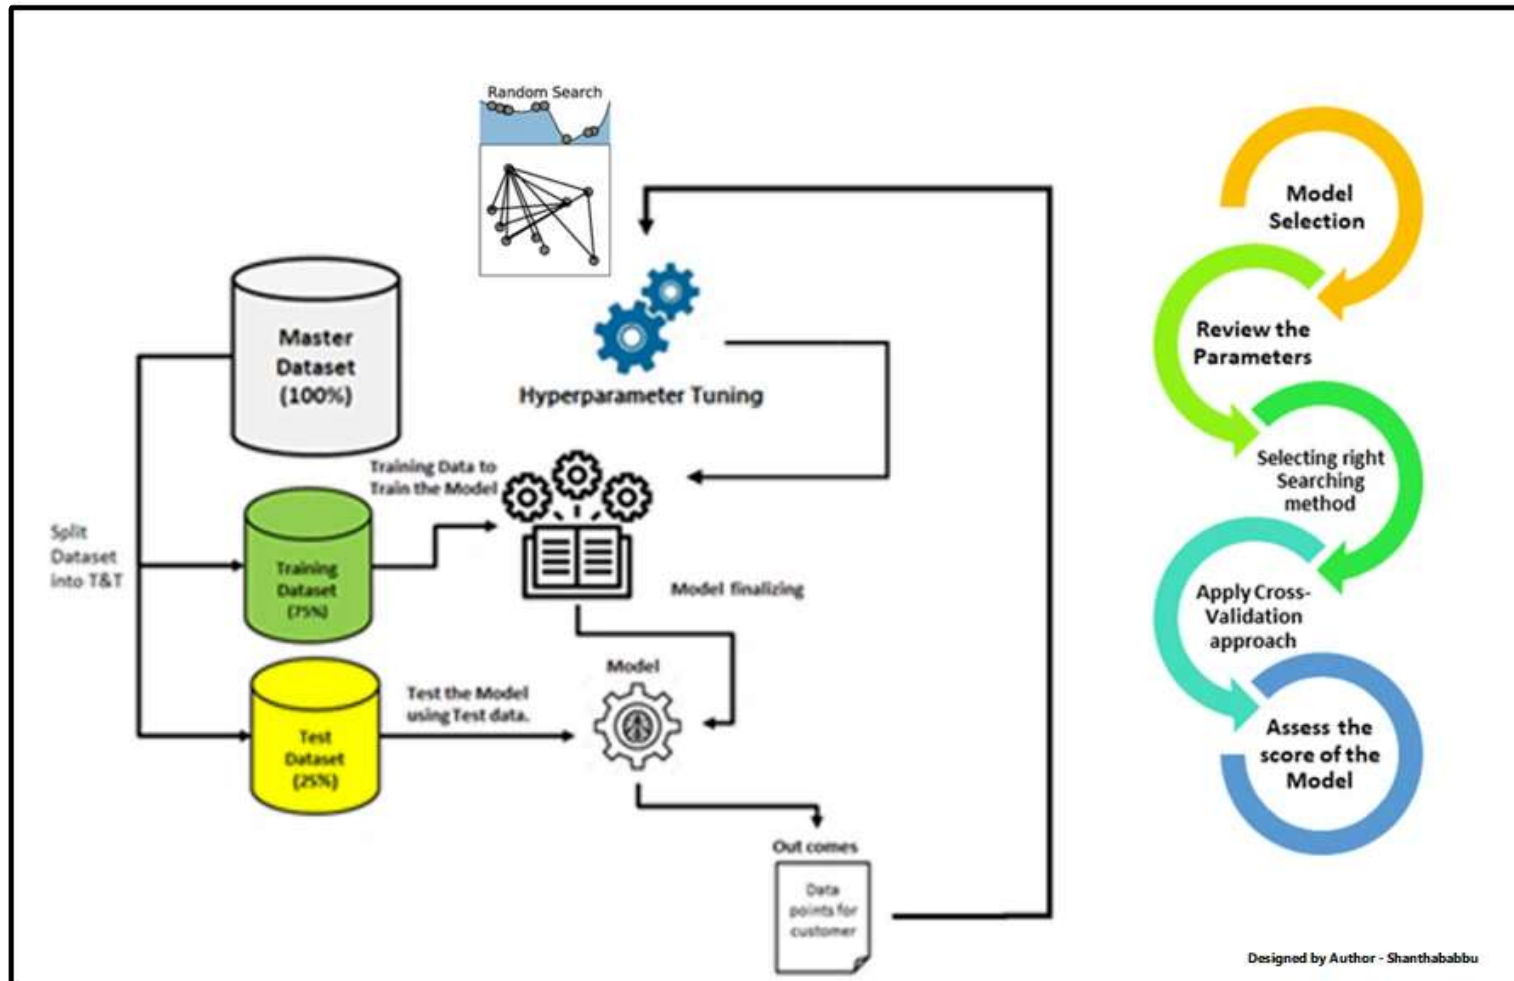 Random Search
Master
Dataset
(100%)
Hyperparameter Tuning
Training Data to
Train the Model
Split
Dataset
into T&T
Training
Dataset
(75%)
Model finalizing
Model
Test the Model
using Test data.
Test
Dataset
(25%)
Out comes
Data
points for
customer
Model
Selection
Review the
Parameters
Selecting right
Searching
method
Apply Cross-
Validation
approach
Assess the
score of the
Model
Designed by Author - Shanthababbu